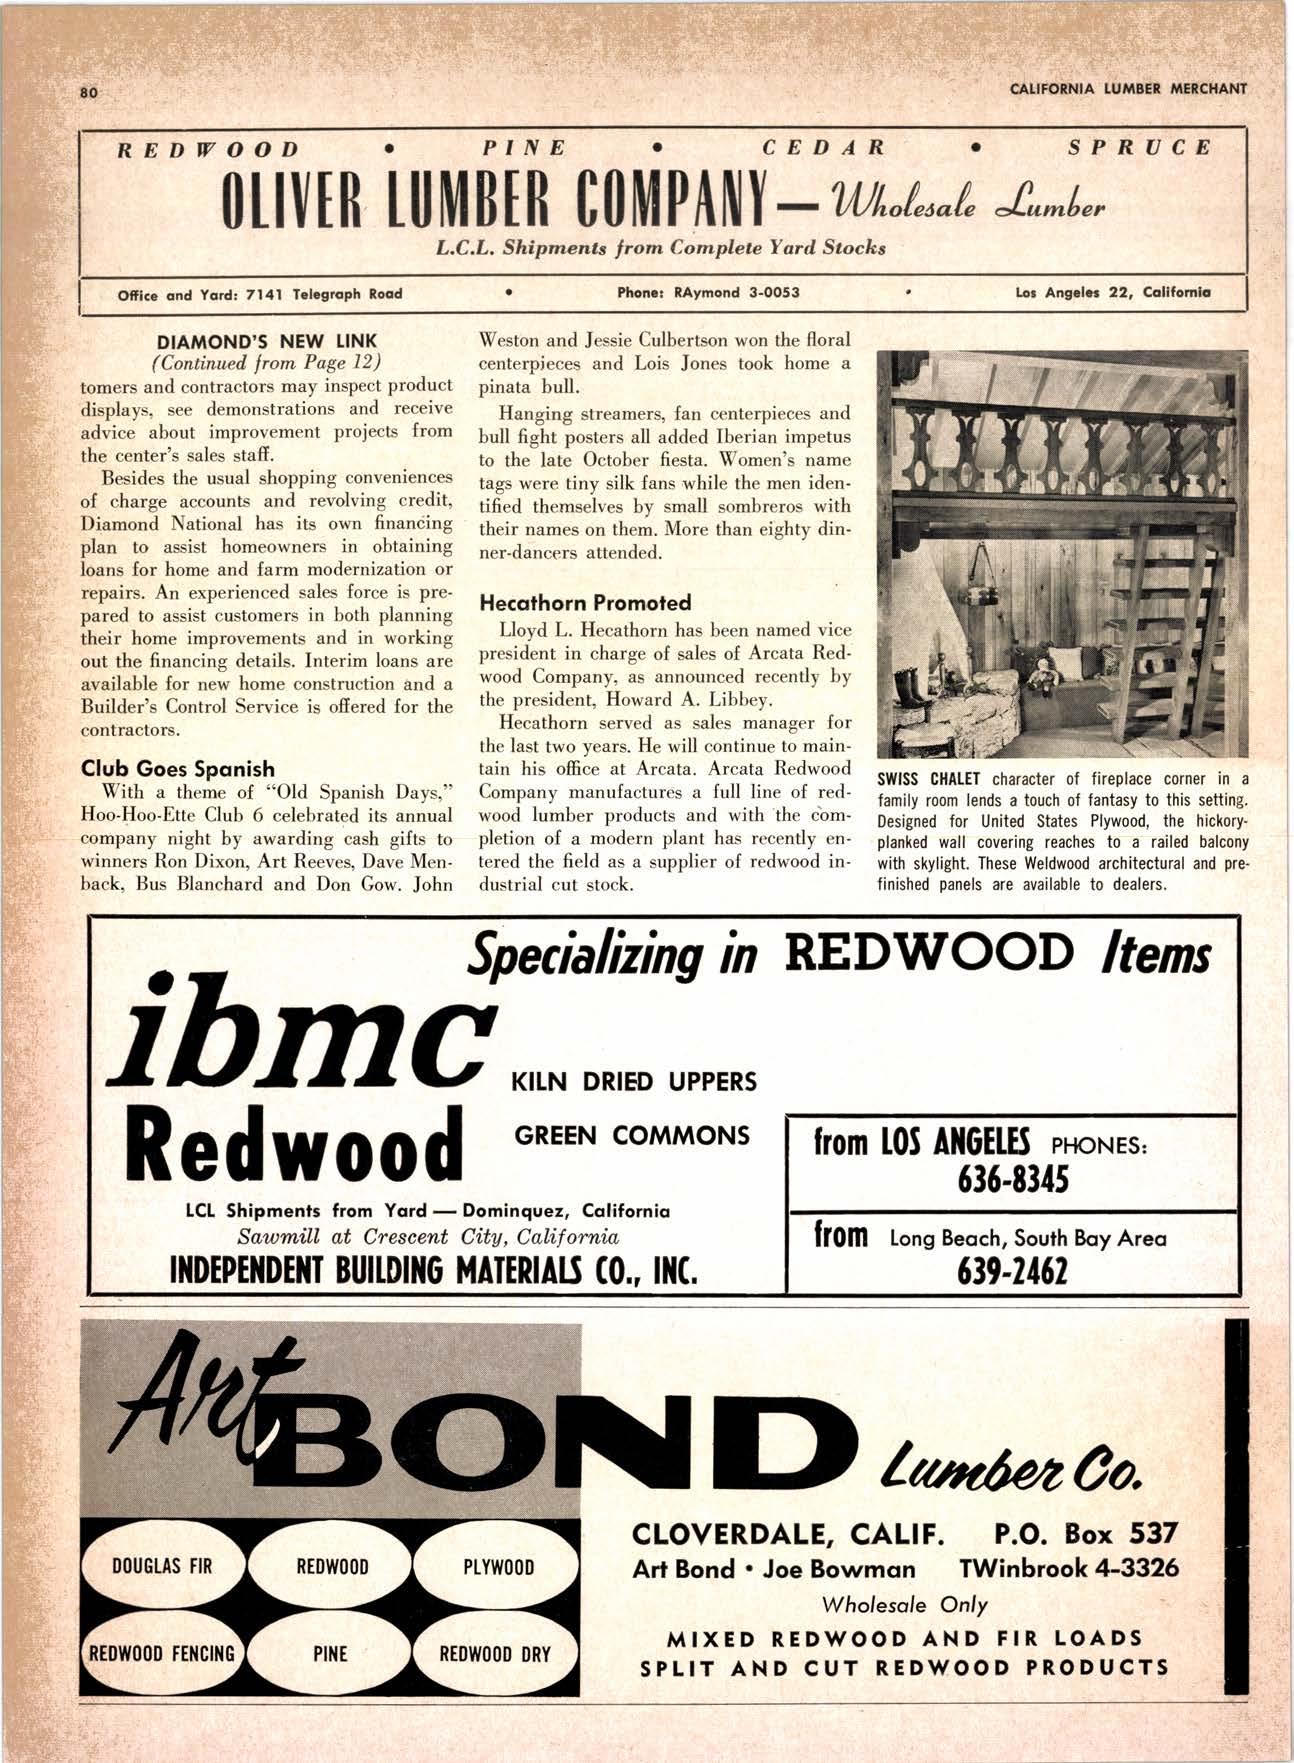 80
CALIFORNIA LUMBER MERCHANT
REDWOOD • PINE • CEDAR • SPRUCE
OLIVER LUMBER COMPANY — Wholesale Lumber
L.C.L. Shipments from Complete Yard Stocks
Office and Yard: 7141 Telegraph Road • Phone: RAymond 3-0053 • Los Angeles 22, California
DIAMOND'S NEW LINK
(Continued from Page 12)
tomers and contractors may inspect product
displays, see demonstrations and receive
advice about improvement projects from
the center's sales staff.
Besides the usual shopping conveniences
of charge accounts and revolving credit,
Diamond National has its own financing
plan to assist homeowners in obtaining
loans for home and farm modernization or
repairs. An experienced sales force is pre-
pared to assist customers in both planning
their home improvements and in working
out the financing details. Interim loans are
available for new home construction and a
Builder's Control Service is offered for the
contractors.
Club Goes Spanish
With a theme of "Old Spanish Days,"
Hoo-Hoo-Ette Club 6 celebrated its annual
company night by awarding cash gifts to
winners Ron Dixon, Art Reeves, Dave Men-
back, Bus Blanchard and Don Gow. John
Weston and Jessie Culbertson won the floral
centerpieces and Lois Jones took home a
pinata bull.
Hanging streamers, fan centerpieces and
bull fight posters all added Iberian impetus
to the late October fiesta. Women's name
tags were tiny silk fans while the men iden-
tified themselves by small sombreros with
their names on them. More than eighty din-
ner-dancers attended.
Hecathorn Promoted
Lloyd L. Hecathorn has been named vice
president in charge of sales of Arcata Red-
wood Company, as announced recently by
the president, Howard A. Libbey.
Hecathorn served as sales manager for
the last two years. He will continue to main-
tain his office at Arcata. Arcata Redwood
Company manufactures a full line of red-
wood lumber products and with the com-
pletion of a modern plant has recently en-
tered the field as a supplier of redwood in-
dustrial cut stock.
SWISS CHALET character of fireplace corner in a
family room lends a touch of fantasy to this setting.
Designed for United States Plywood, the hickory-
planked wall covering reaches to a railed balcony
with skylight. These Weldwood architectural and pre-
finished panels are available to dealers.
Specializing in REDWOOD Items
ibmc
Redwood
KILN DRIED UPPERS
GREEN COMMONS
LCL Shipments from Yard — Dominquez, California
Sawmill at Crescent City, California
INDEPENDENT BUILDING MATERIALS CO., INC.
from LOS ANGELES PHONES:
636-8345
from Long Beach, South Bay Area
639-2462
Art BOND Lumber Co.
DOUGLAS FIR
REDWOOD
PLYWOOD
REDWOOD FENCING
PINE
REDWOOD DRY
CLOVERDALE, CALIF. P.O. Box 537
Art Bond • Joe Bowman TWinbrook 4-3326
Wholesale Only
MIXED REDWOOD AND FIR LOADS
SPLIT AND CUT REDWOOD PRODUCTS